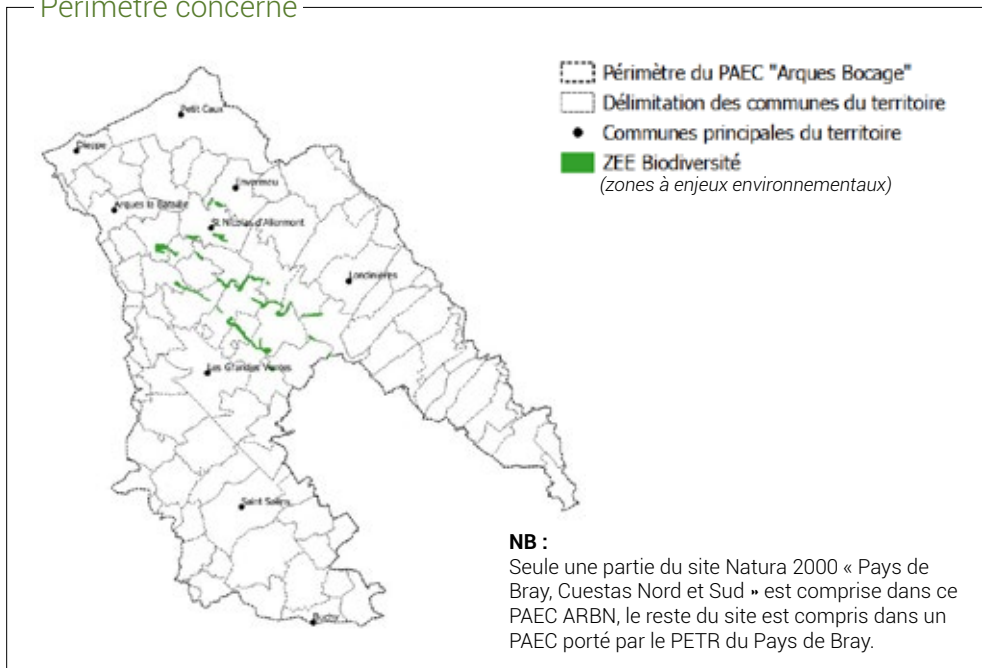 Périmètre concerné
Petit Caux
Dieppe
Envermeu
Arques la Bataille
St Nicolas d'Aliermont
Londinières
Les Grandes Ventes
Saint Saëns
Buchy
Périmètre du PAEC "Arques Bocage"
Délimitation des communes du territoire
Communes principales du territoire
ZEE Biodiversité
(zones à enjeux environnementaux)
NB :
Seule une partie du site Natura 2000 « Pays de
Bray, Cuestas Nord et Sud » est comprise dans ce
PAEC ARBN, le reste du site est compris dans un
PAEC porté par le PETR du Pays de Bray.